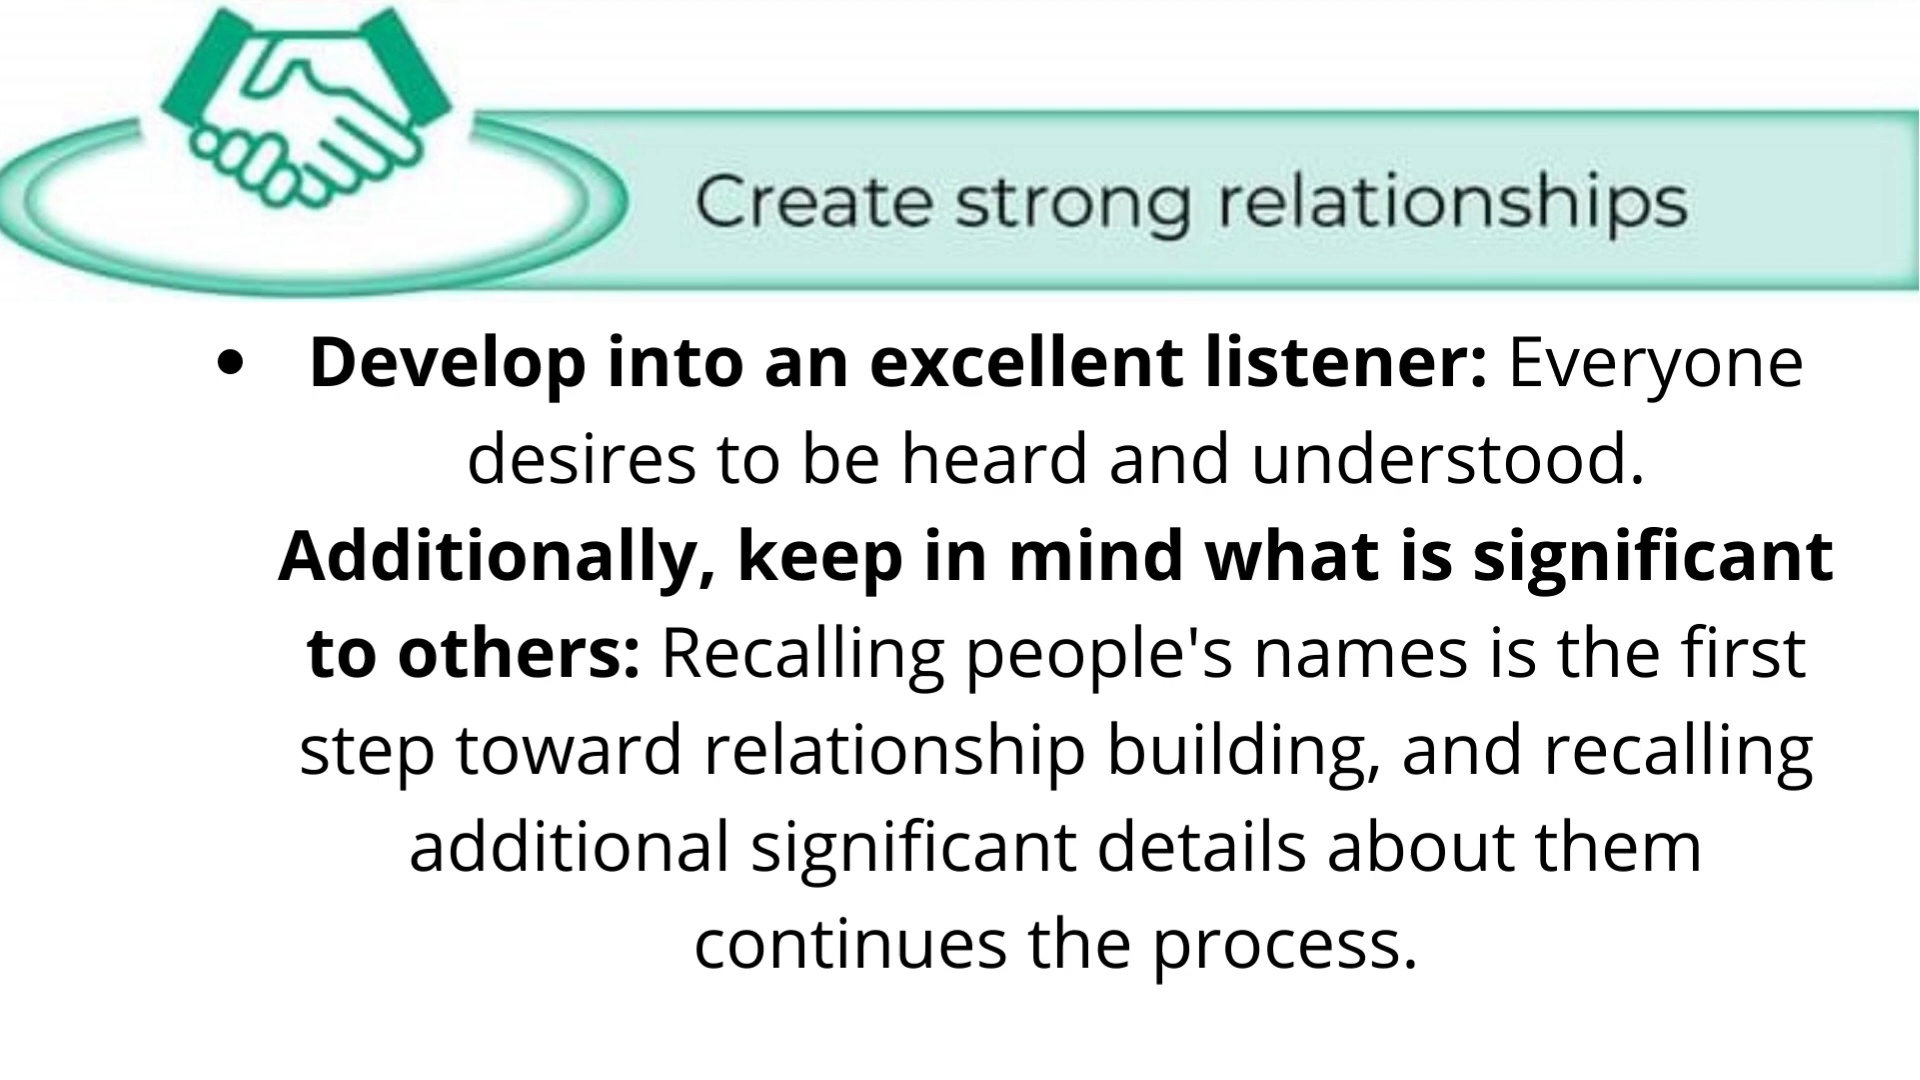 Create strong relationships
• Develop into an excellent listener: Everyone
desires to be heard and understood.
Additionally, keep in mind what is significant
to others: Recalling people's names is the first
step toward relationship building, and recalling
additional significant details about them
continues the process.